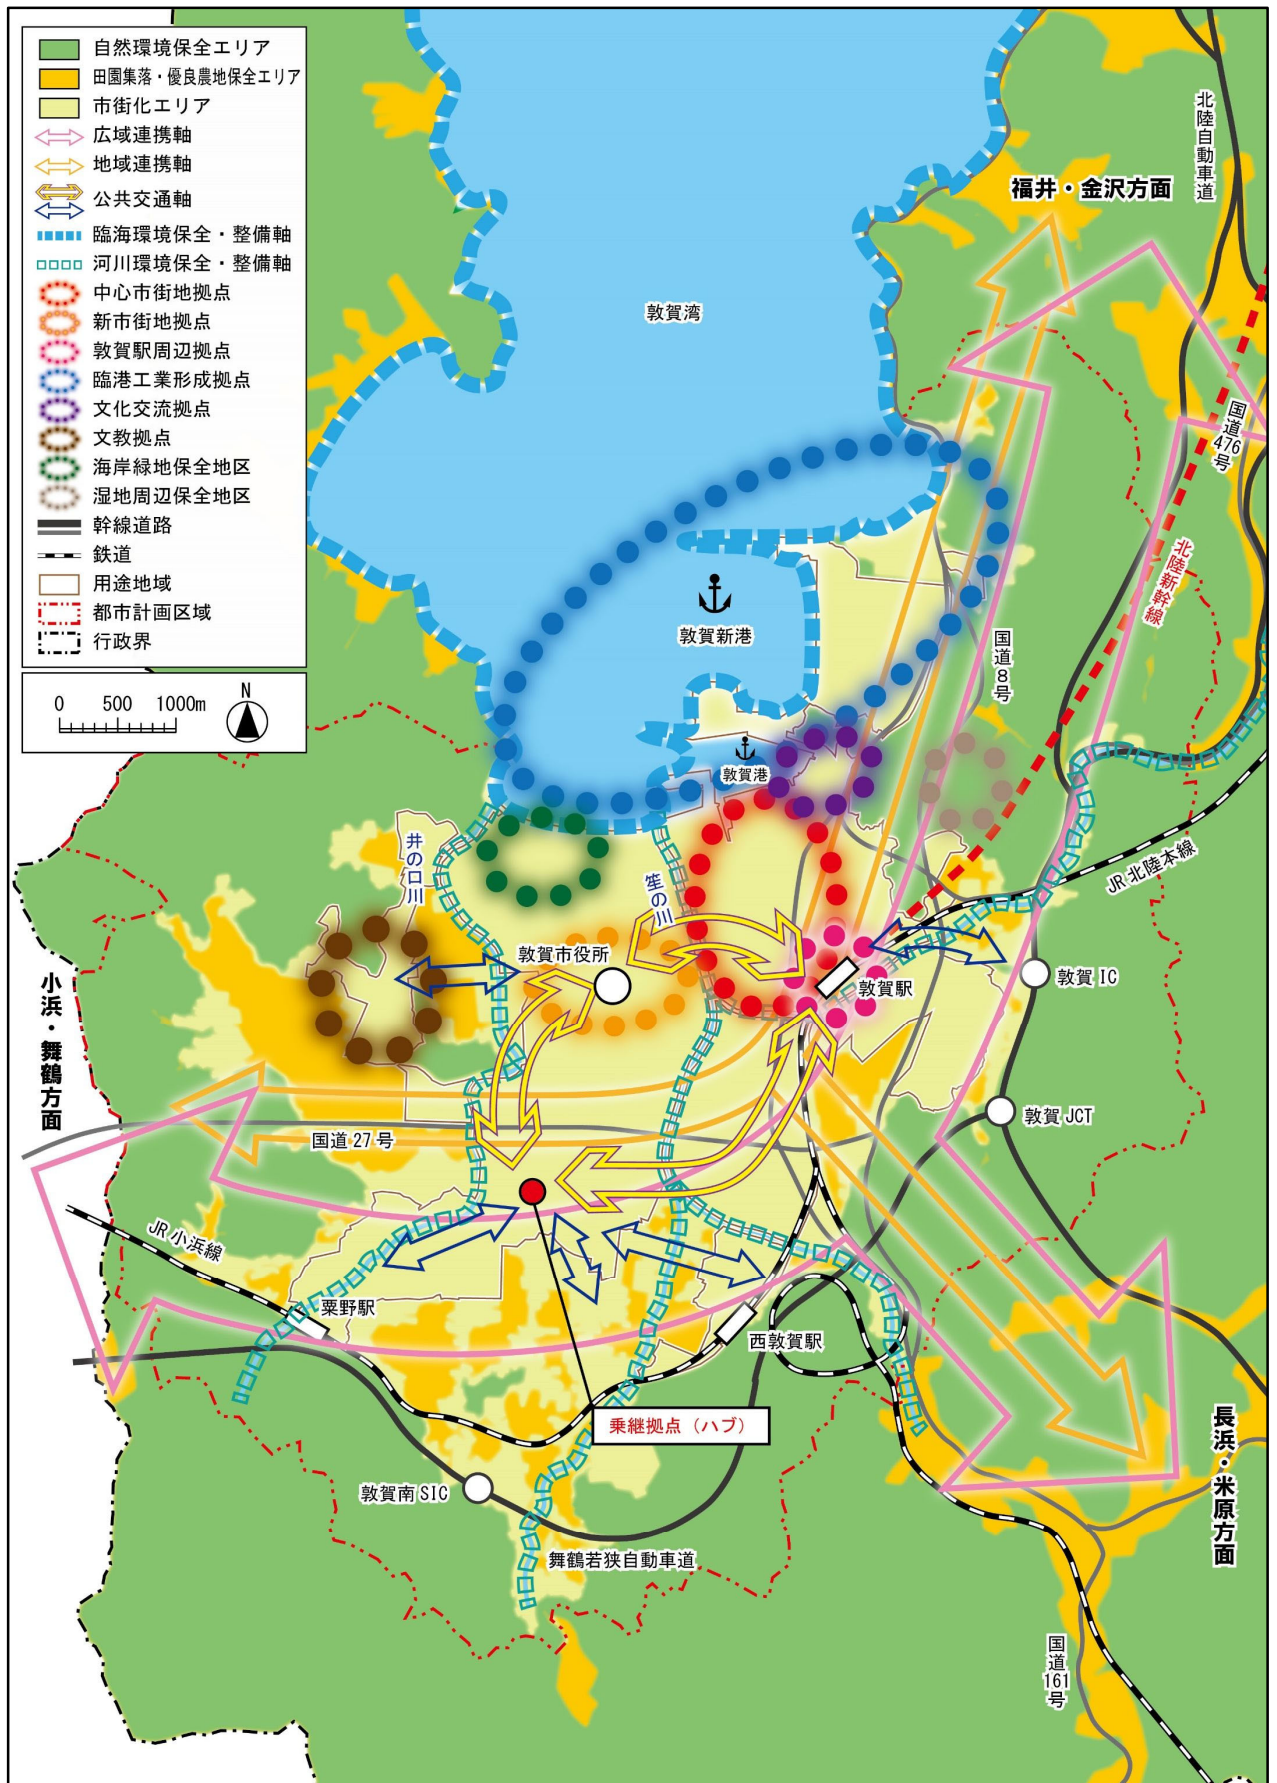 自然環境保全エリア
田園集落・優良農地保全エリア
市街化エリア
広域連携軸
地域連携軸
公共交通軸
臨海環境保全・整備軸
河川環境保全・整備軸
中心市街地拠点
新市街地拠点
敦賀駅周辺拠点
臨港工業形成拠点
文化交流拠点
文教拠点
海岸緑地保全地区
湿地周辺保全地区
幹線道路
鉄道
用途地域
都市計画区域
行政界
0 500 1000m
N
北陸自動車道
福井・金沢方面
敦賀湾
国道476号
北陸新幹線
敦賀新港
国道8号
敦賀港
JR北陸本線
井の口川
笙の川
敦賀市役所
敦賀駅
敦賀IC
小浜・舞鶴方面
敦賀JCT
国道27号
JR小浜線
粟野駅
西敦賀駅
乗継拠点（ハブ）
長浜・米原方面
敦賀南SIC
舞鶴若狭自動車道
国道161号